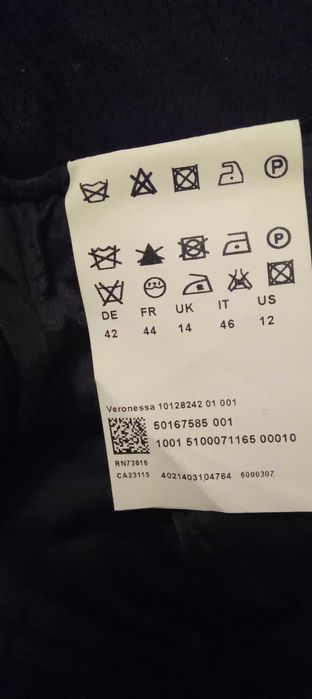 P
P
DE FR UK IT US
42 44 14 46 12
Veronessa 10128242 01 001
50167585 001
1001 5100071165 00010
RN73616
CA23115 4021403104764 6000307